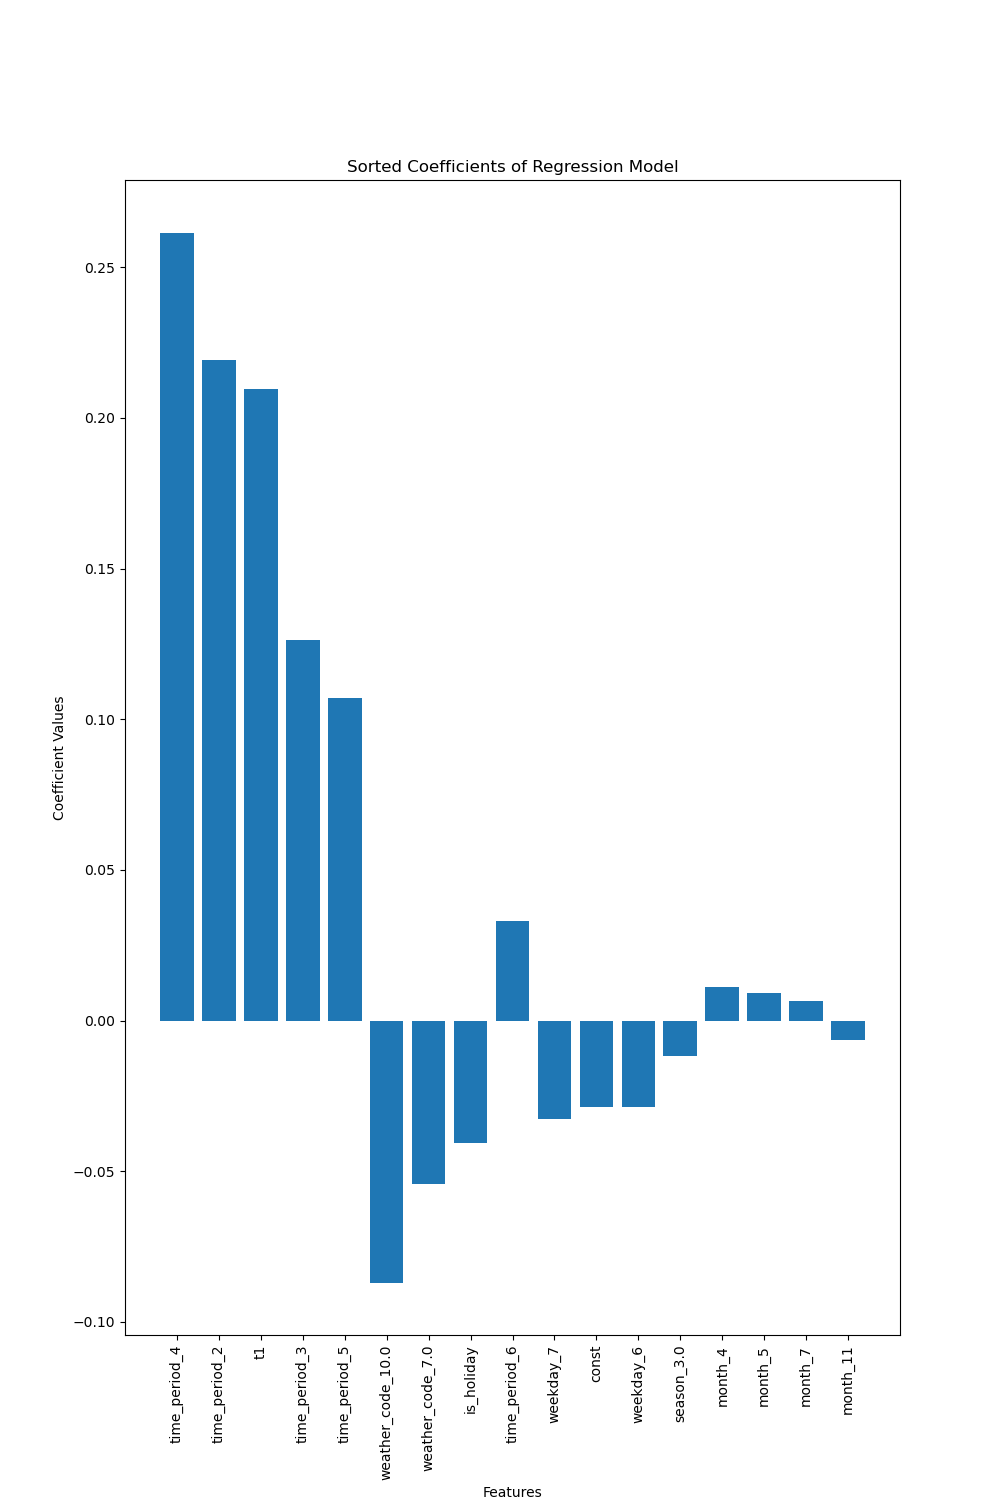 Sorted Coefficients of Regression Model
0.25
0.20
0.15
0.10
0.05
0.00
−0.05
−0.10
Coefficient Values
time_period_4
time_period_2
t1
time_period_3
time_period_5
weather_code_10.0
weather_code_7.0
is_holiday
time_period_6
weekday_7
const
weekday_6
season_3.0
month_4
month_5
month_7
month_11
Features